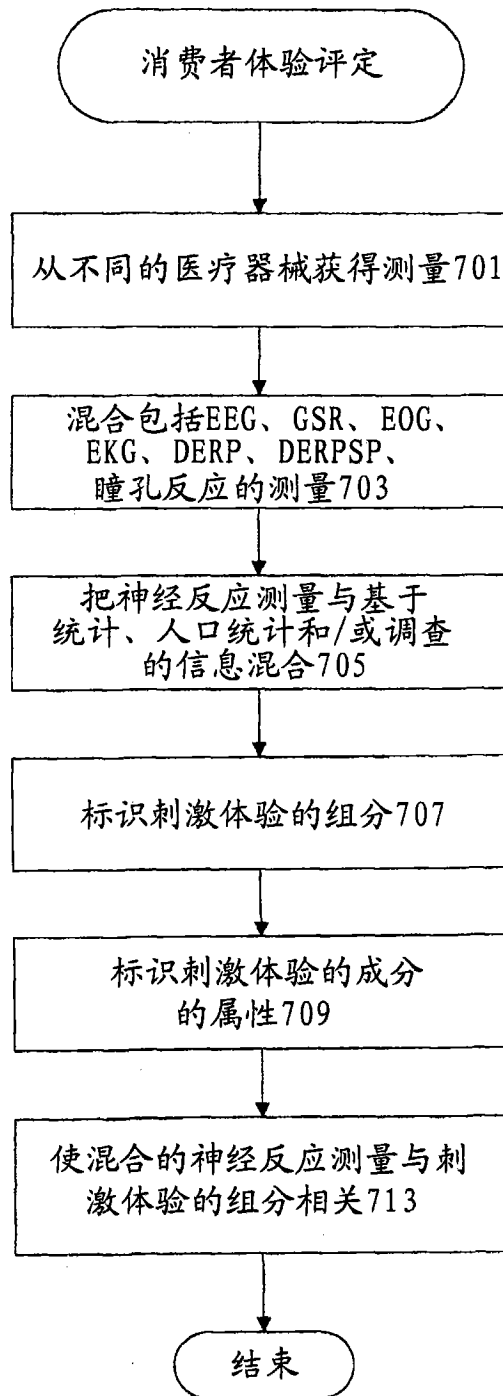 消费者体验评定
从不同的医疗器械获得测量701
混合包括EEG、GSR、EOG、
EKG、DERP、DERPSP、
瞳孔反应的测量703
把神经反应测量与基于
统计、人口统计和/或调查
的信息混合705
标识刺激体验的组分707
标识刺激体验的成分
的属性709
使混合的神经反应测量与刺
激体验的组分相关713
结束